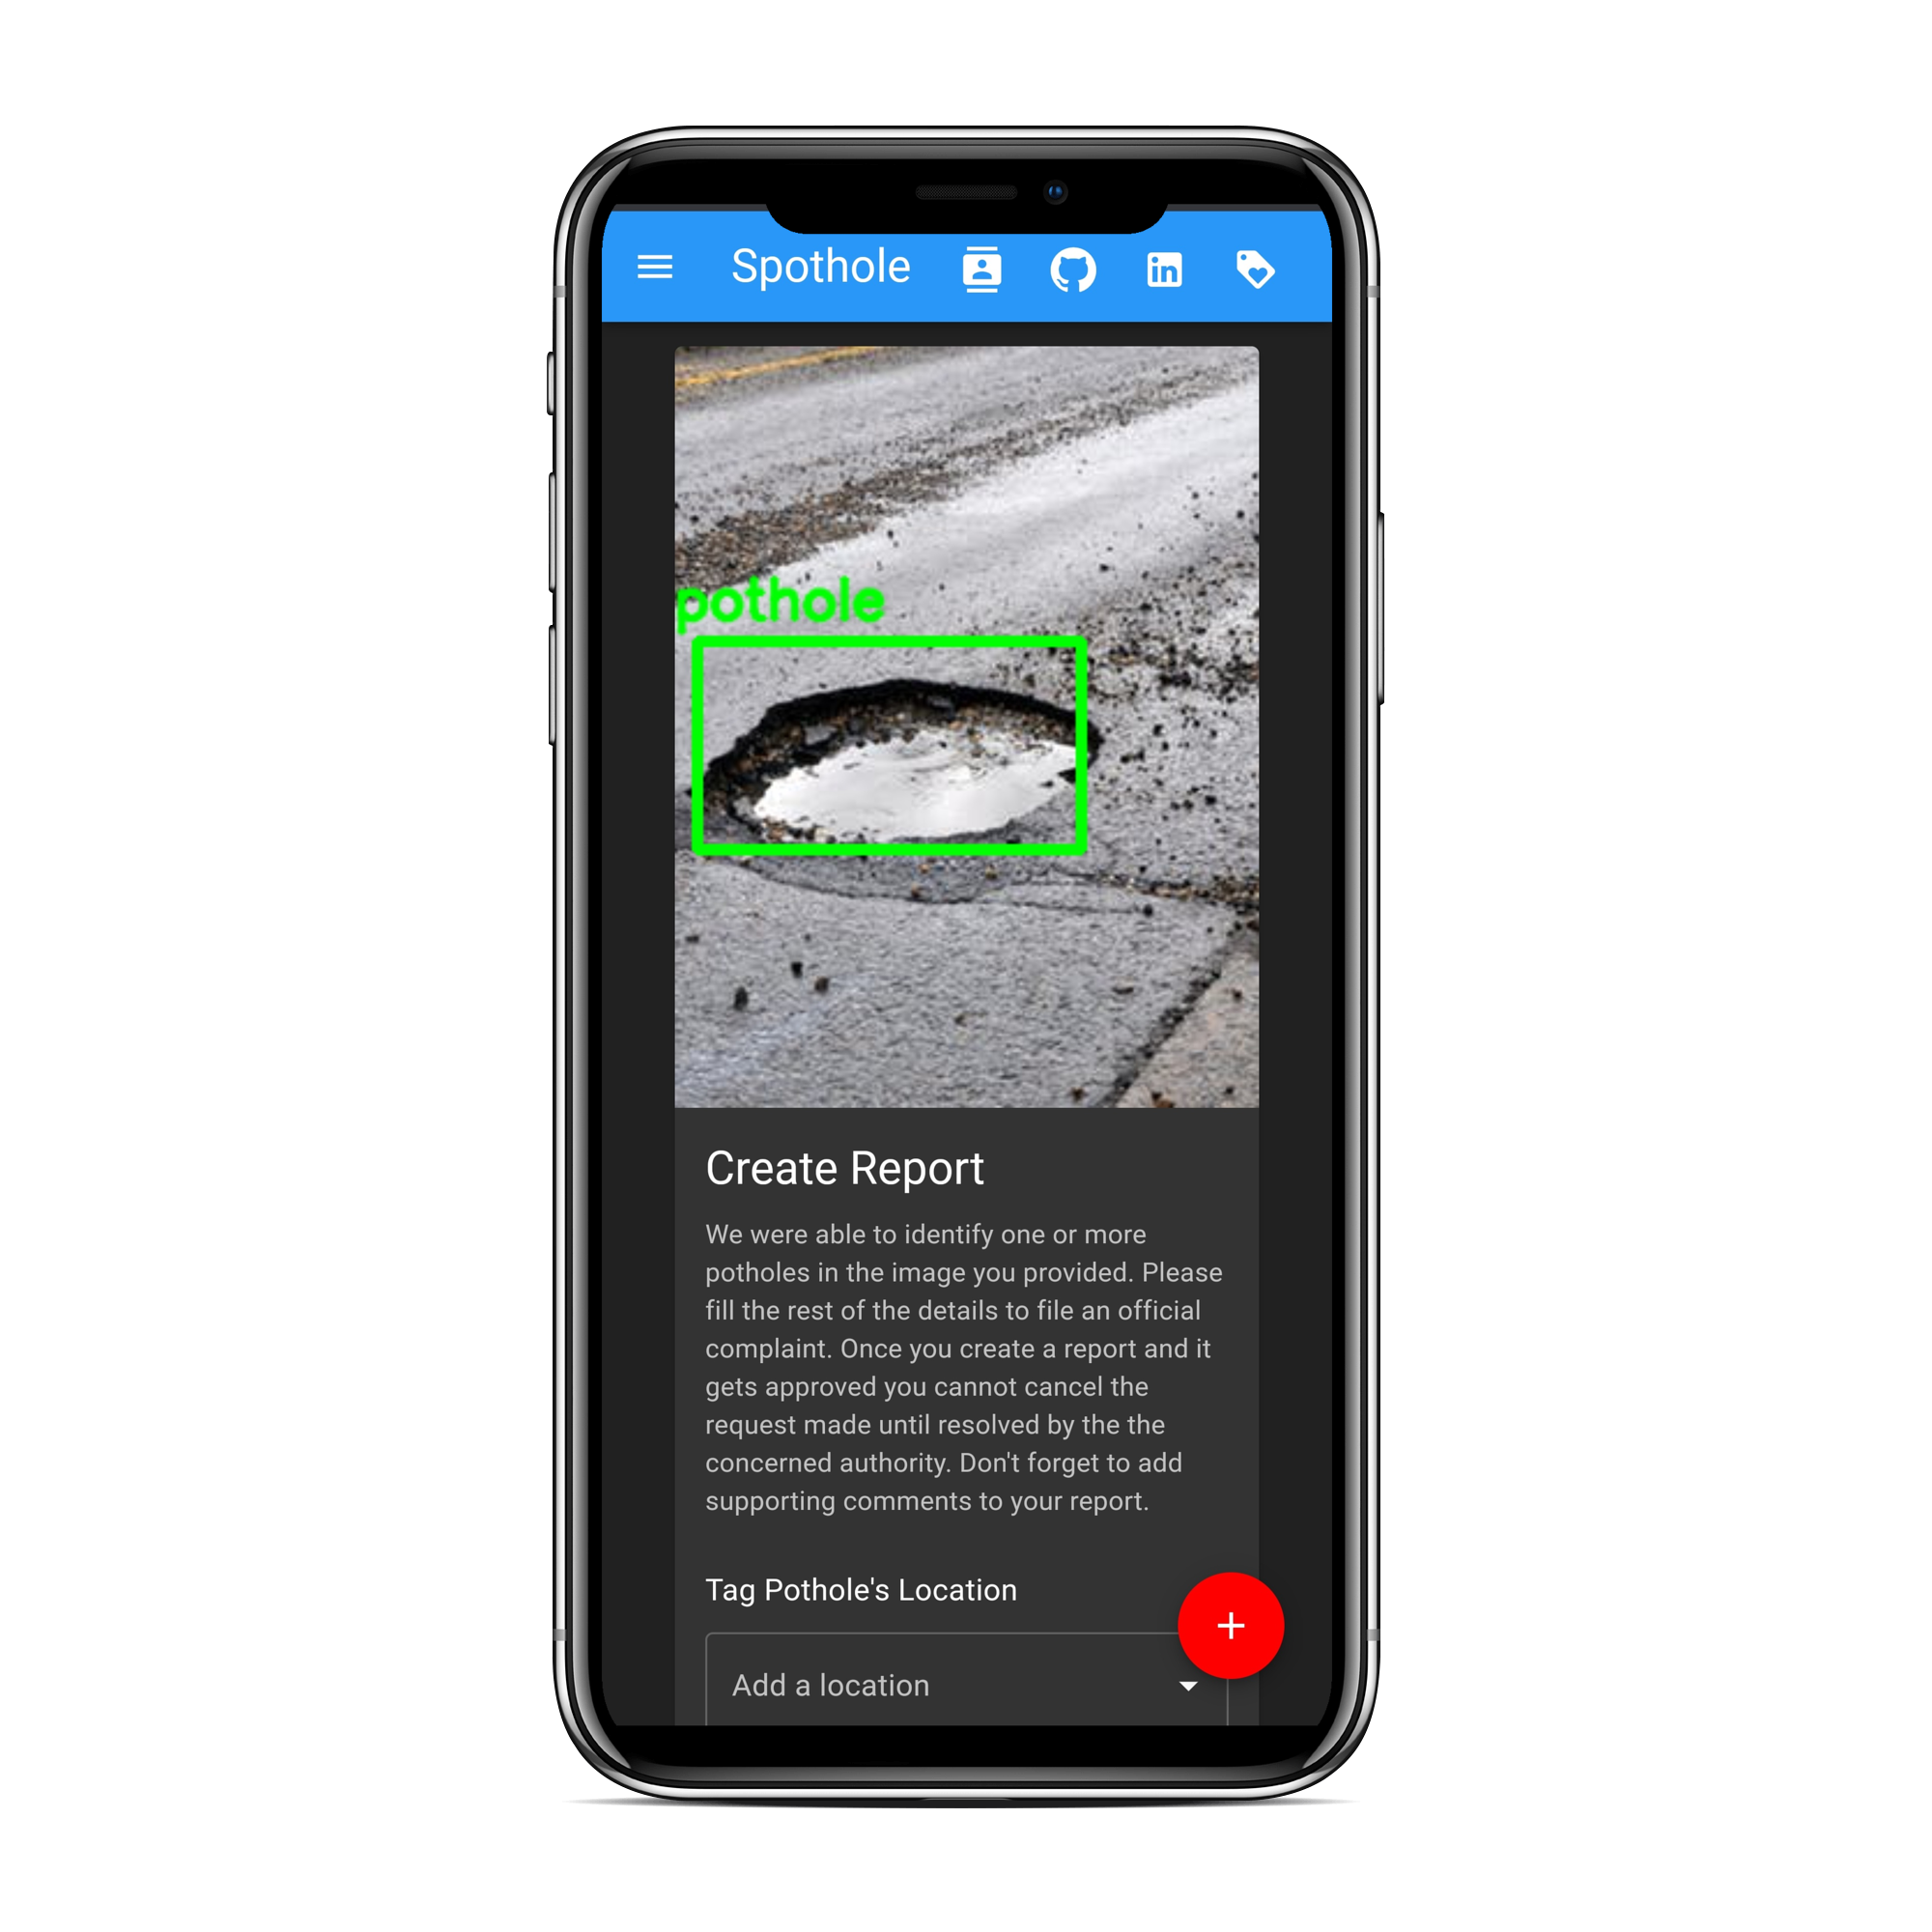 Spothole
in
pothole
Create Report
We were able to identify one or more
potholes in the image you provided. Please
fill the rest of the details to file an official
complaint. Once you create a report and it
gets approved you cannot cancel the
request made until resolved by the the
concerned authority. Don't forget to add
supporting comments to your report.
Tag Pothole's Location
+
Add a location